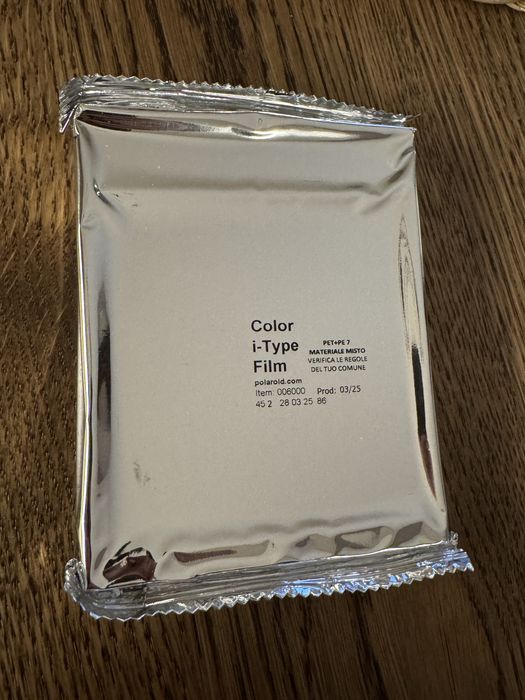 Color
i-Type
Film
polaroid.com
Item: 006000 Prod: 03/25
45 2 28 03 25 86
PET+PE 7
MATERIALE MISTO
VERIFICA LE REGOLE
DEL TUO COMUNE